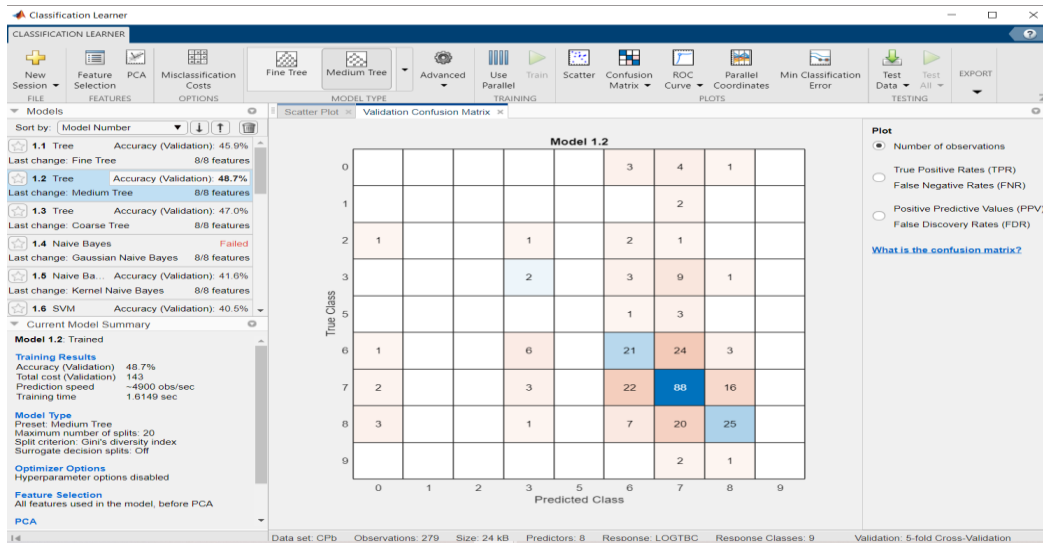 Classification Learner
CLASSIFICATION LEARNER
New Session
Feature Selection
PCA
Misclassification Costs
Fine Tree
Medium Tree
Advanced
Use Parallel
Train
Scatter
Confusion Matrix
ROC Curve
Parallel Coordinates
Min Classification Error
Test Data
Test All
EXPORT
FILE
FEATURES
OPTIONS
MODEL TYPE
TRAINING
PLOTS
TESTING
Models
Sort by: Model Number
1.1 Tree Accuracy (Validation): 45.9%
Last change: Fine Tree 8/8 features
1.2 Tree Accuracy (Validation): 48.7%
Last change: Medium Tree 8/8 features
1.3 Tree Accuracy (Validation): 47.0%
Last change: Coarse Tree 8/8 features
1.4 Naive Bayes Failed
Last change: Gaussian Naive Bayes 8/8 features
1.5 Naive Ba... Accuracy (Validation): 41.6%
Last change: Kernel Naive Bayes 8/8 features
1.6 SVM Accuracy (Validation): 40.5%
Current Model Summary
Model 1.2: Trained
Training Results
Accuracy (Validation) 48.7%
Total cost (Validation) 143
Prediction speed ~4900 obs/sec
Training time 1.6149 sec
Model Type
Preset: Medium Tree
Maximum number of splits: 20
Split criterion: Gini's diversity index
Surrogate decision splits: Off
Optimizer Options
Hyperparameter options disabled
Feature Selection
All features used in the model, before PCA
PCA
Scatter Plot
Validation Confusion Matrix
Model 1.2
True Class
0 3 4 1
1 2
2 1 1 2 1
3 2 3 9 1
5 1 3
6 1 6 21 24 3
7 2 3 22 88 16
8 3 1 7 20 25
9 2 1
0 1 2 3 5 6 7 8 9
Predicted Class
Plot
Number of observations
True Positive Rates (TPR)
False Negative Rates (FNR)
Positive Predictive Values (PPV)
False Discovery Rates (FDR)
What is the confusion matrix?
Data set: CPb Observations: 279 Size: 24 kB Predictors: 8 Response: LOGTBC Response Classes: 9 Validation: 5-fold Cross-Validation